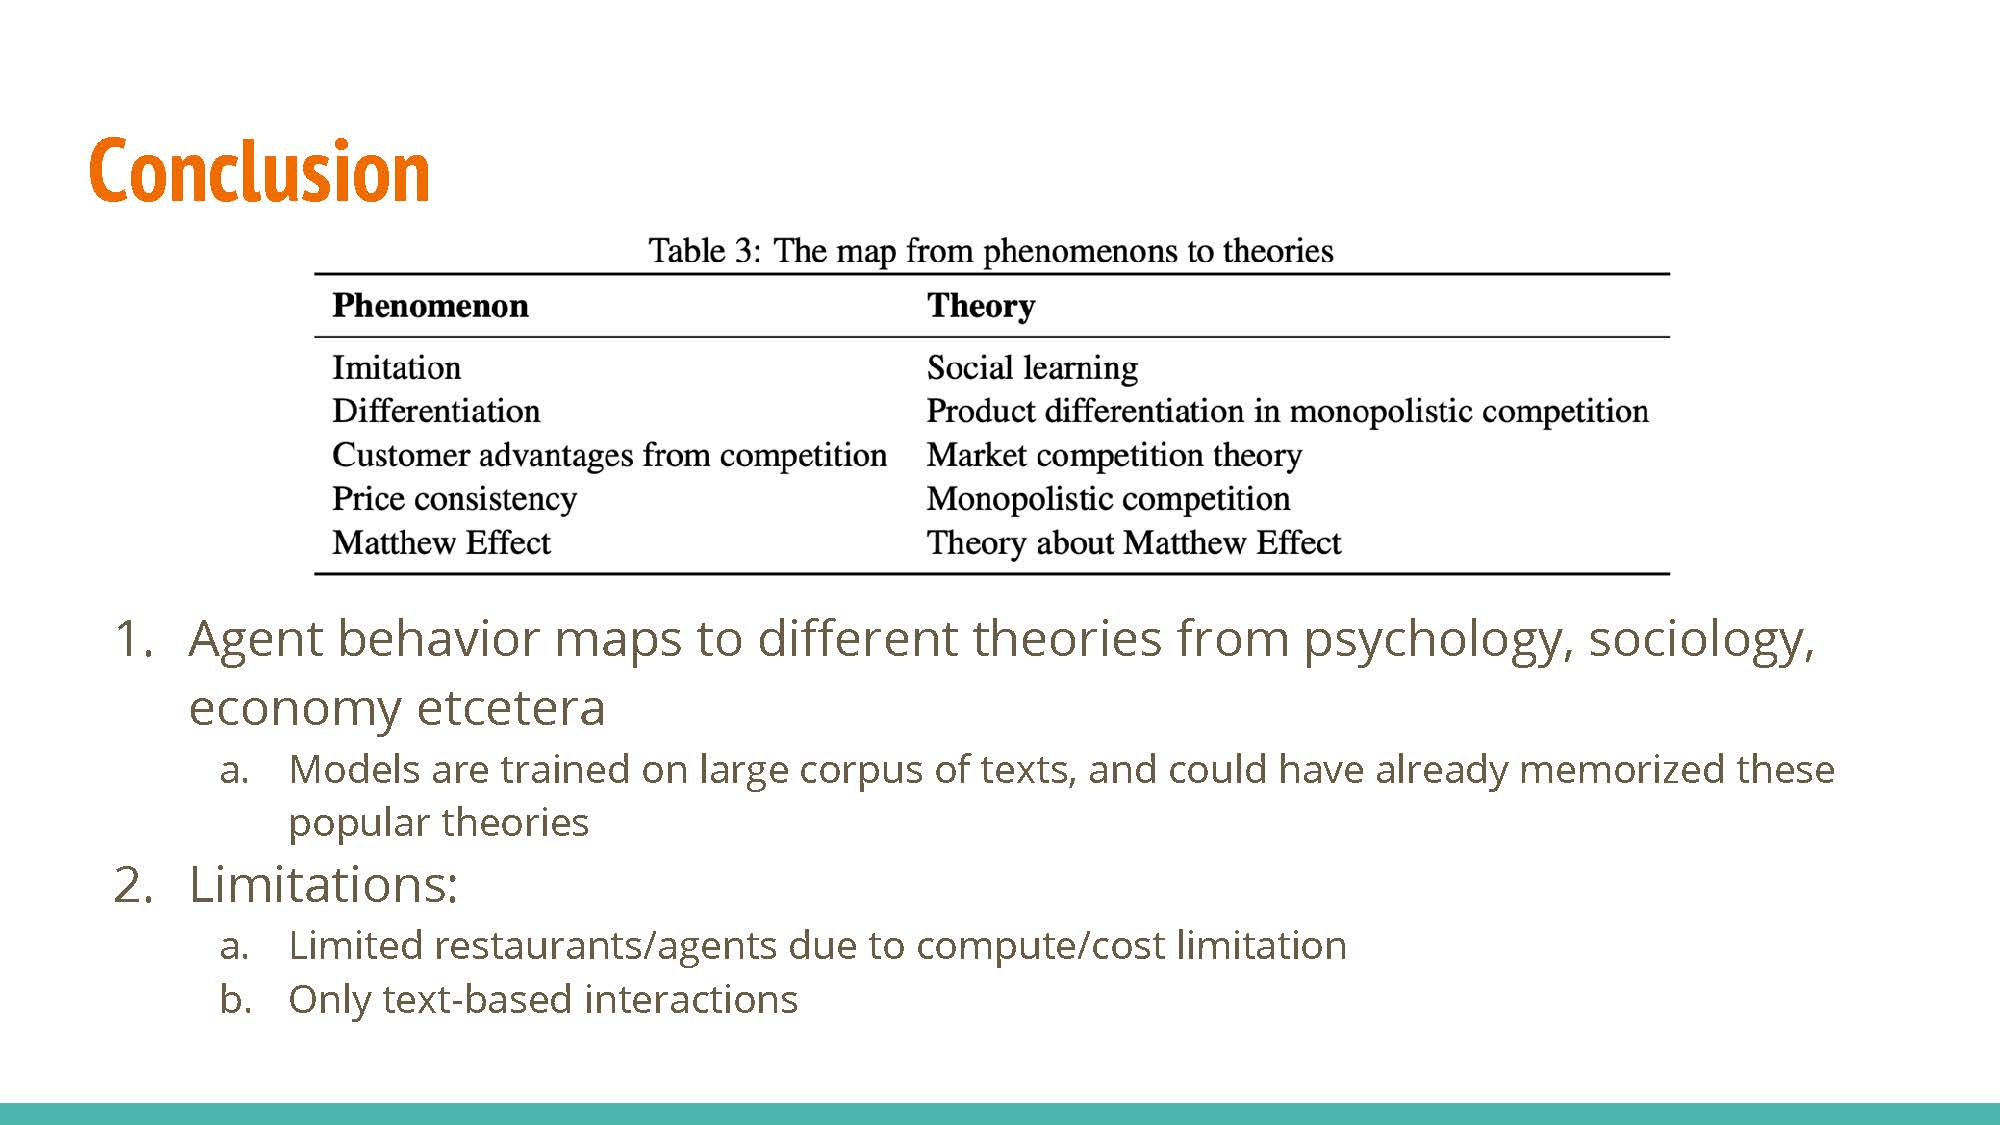 Conclusion
Table 3: The map from phenomenons to theories
Phenomenon Theory
Imitation Social learning
Differentiation Product differentiation in monopolistic competition
Customer advantages from competition Market competition theory
Price consistency Monopolistic competition
Matthew Effect Theory about Matthew Effect
1. Agent behavior maps to different theories from psychology, sociology,
economy etcetera
a. Models are trained on large corpus of texts, and could have already memorized these
popular theories
2. Limitations:
a. Limited restaurants/agents due to compute/cost limitation
b. Only text-based interactions